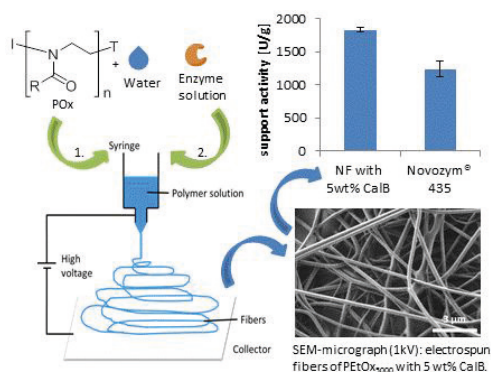 I
N
T
R
O
n
POx
+
Water
Enzyme
solution
1.
2.
Syringe
Polymer solution
High
voltage
Fibers
Collector
support activity [U/g]
2000
1500
1000
500
0
NF with
5wt% CalB
Novozym®
435
3 µm
SEM-micrograph (1kV): electrospun
fibers of PEtOx5000 with 5 wt% CalB.